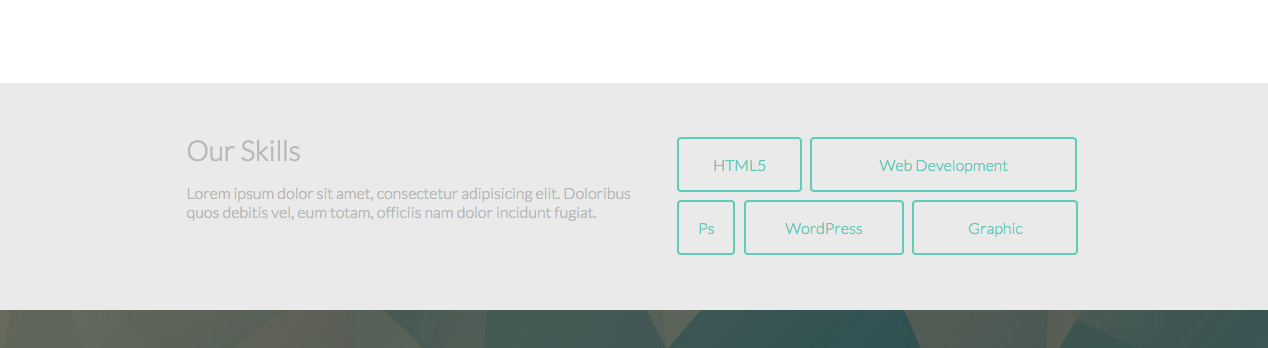 Our Skills
Lorem ipsum dolor sit amet, consectetur adipisicing elit. Doloribus
quos debitis vel, eum totam, officiis nam dolor incidunt fugiat.
HTML5
Web Development
Ps
WordPress
Graphic